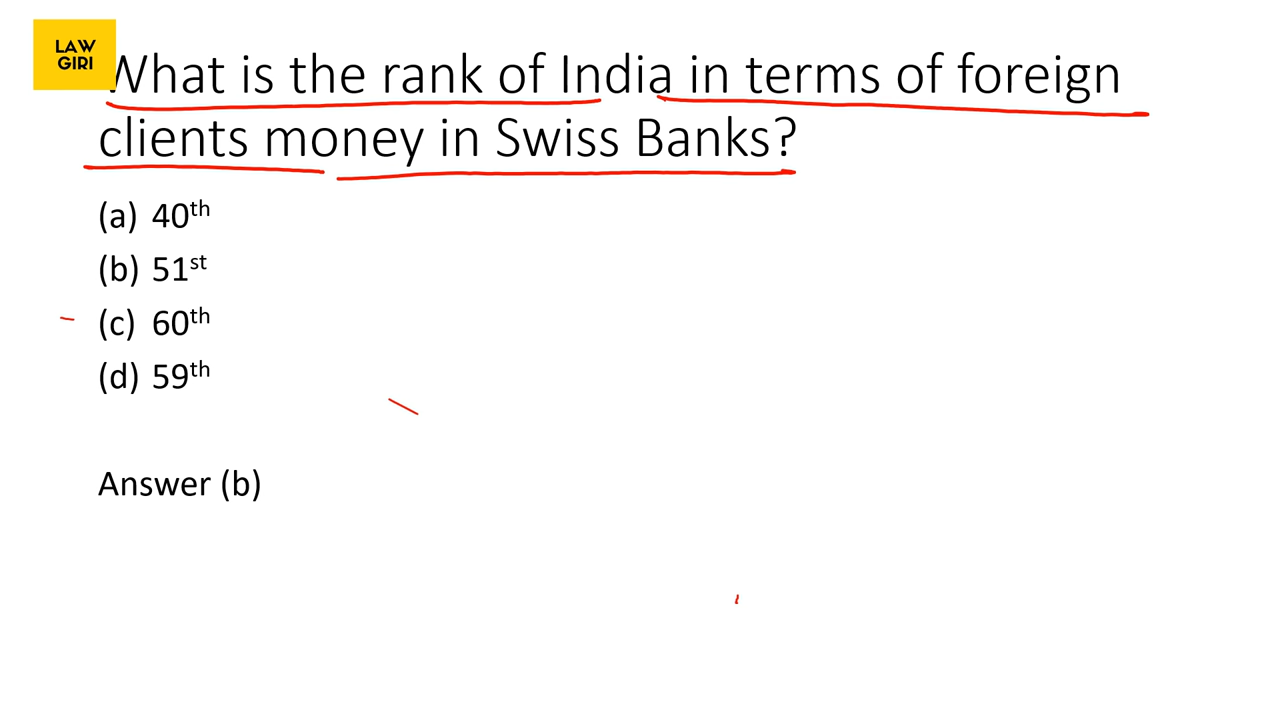 LAW
GIRI
What is the rank of India in terms of foreign
clients money in Swiss Banks?
(a) 40th
(b) 51st
(c) 60th
(d) 59th
Answer (b)